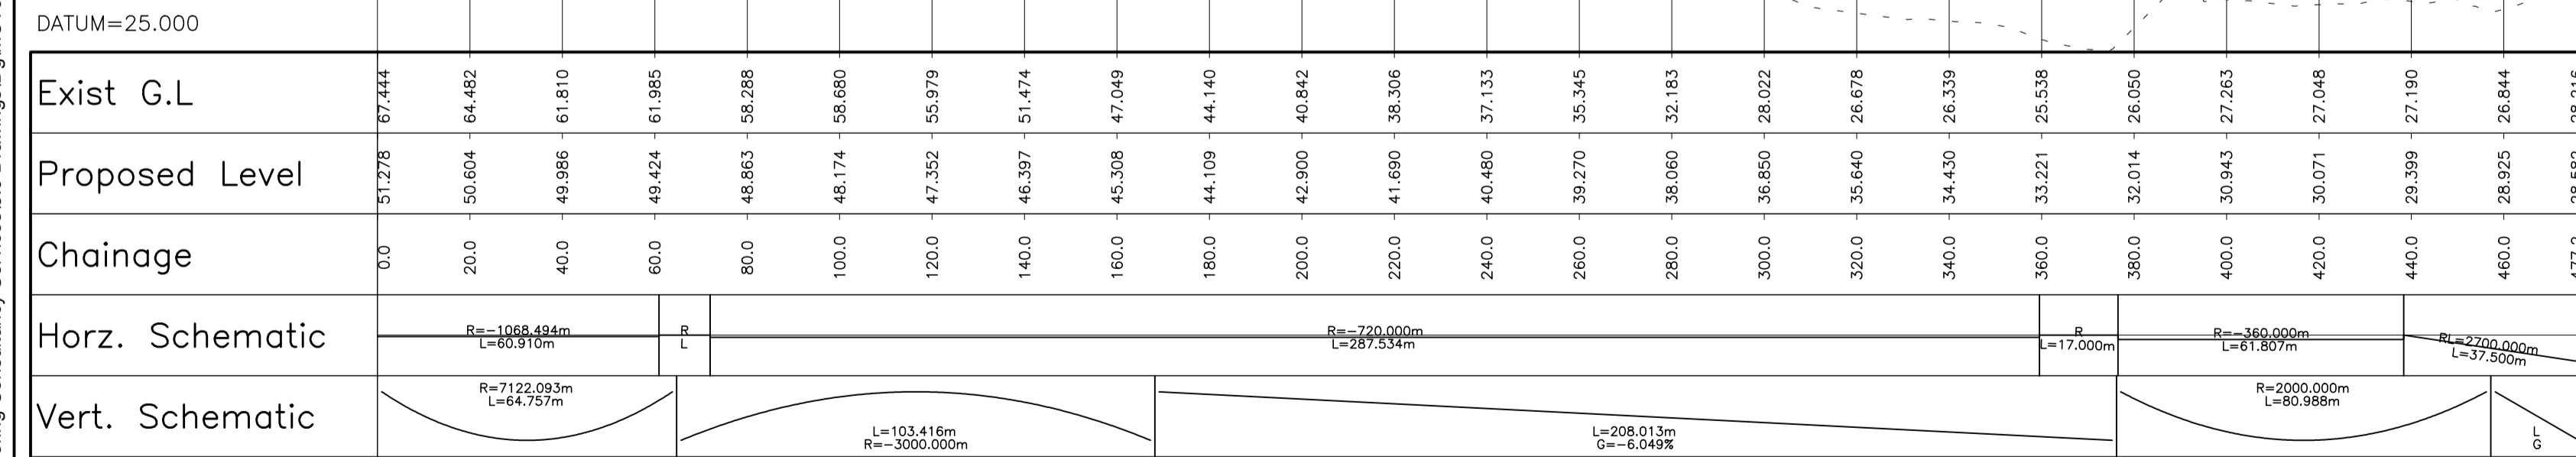 DATUM=25.000
Exist G.L 67.444 64.482 61.810 61.985 58.288 58.680 55.979 51.474 47.049 44.140 40.842 38.306 37.133 35.345 32.183 28.022 26.678 26.339 25.538 26.050 27.263 27.048 27.190 26.844
Proposed Level 51.278 50.604 49.986 49.424 48.863 48.174 47.352 46.397 45.308 44.109 42.900 41.690 40.480 39.270 38.060 36.850 35.640 34.430 33.221 32.014 30.943 30.071 29.399 28.925
Chainage 0.0 20.0 40.0 60.0 80.0 100.0 120.0 140.0 160.0 180.0 200.0 220.0 240.0 260.0 280.0 300.0 320.0 340.0 360.0 380.0 400.0 420.0 440.0 460.0
Horz. Schematic
R=-1068.494m
L=60.910m
R
L
R=-720.000m
L=287.534m
R
L=17.000m
R=-360.000m
L=61.807m
RL=2700.000m
L=37.500m
Vert. Schematic
R=7122.093m
L=64.757m
L=103.416m
R=-3000.000m
L=208.013m
G=-6.049%
R=2000.000m
L=80.988m
L
G